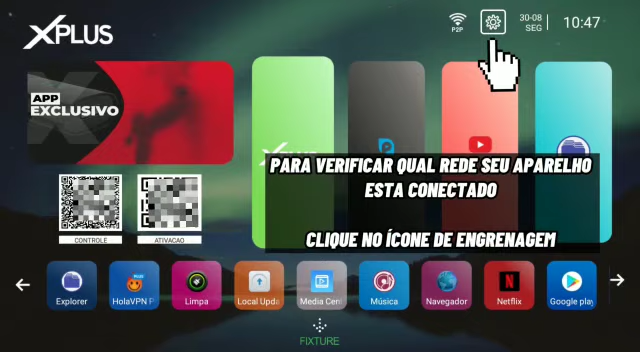 XPLUS
P2P
30-08
SEG
10:47
APP
EXCLUSIVO
PARA VERIFICAR QUAL REDE SEU APARELHO
ESTA CONECTADO
CLIQUE NO ÍCONE DE ENGRENAGEM
CONTROLE
ATIVACAO
Explorer
HolaVPN P
Limpa
Local Upda
Media Cent
Música
Navegador
Netflix
Google play
FIXTURE